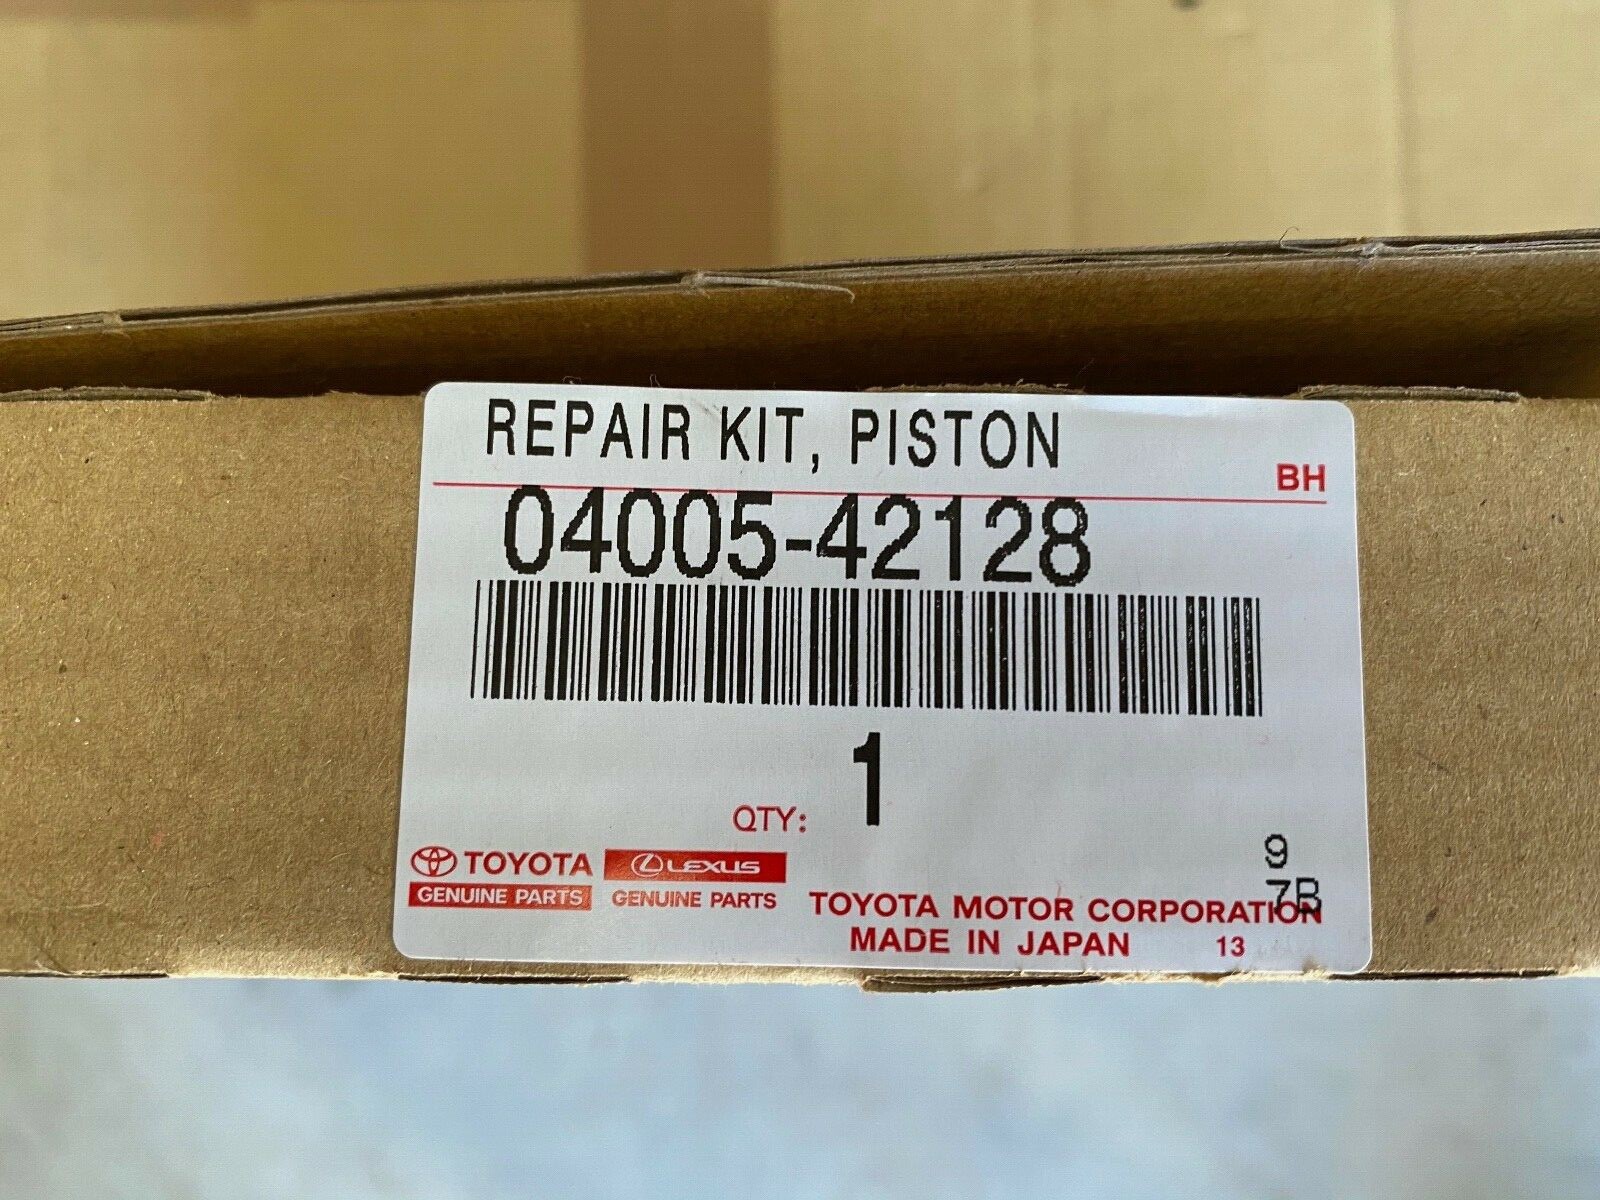 REPAIR KIT, PISTON
BH
04005-42128
QTY: 1
9
7B
TOYOTA LEXUS
GENUINE PARTS GENUINE PARTS
TOYOTA MOTOR CORPORATION
MADE IN JAPAN 13